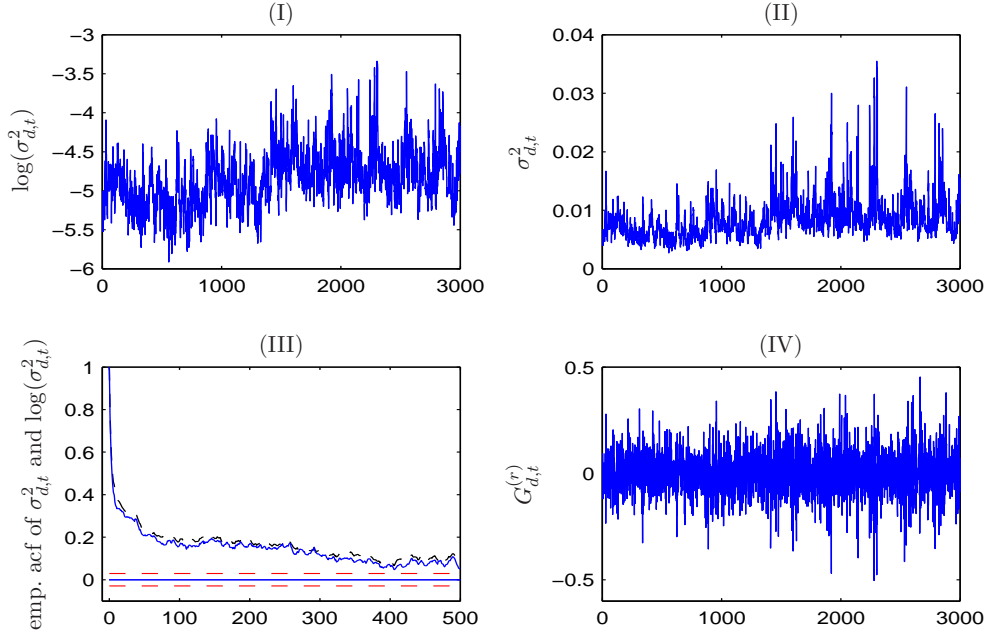 (I)
log(σ²_{d,t})
−3
−3.5
−4
−4.5
−5
−5.5
−6
0 1000 2000 3000
(II)
σ²_{d,t}
0.04
0.03
0.02
0.01
0
0 1000 2000 3000
(III)
emp. acf of σ²_{d,t} and log(σ²_{d,t})
1
0.8
0.6
0.4
0.2
0
0 100 200 300 400 500
(IV)
G^{(r)}_{d,t}
0.5
0
−0.5
0 1000 2000 3000